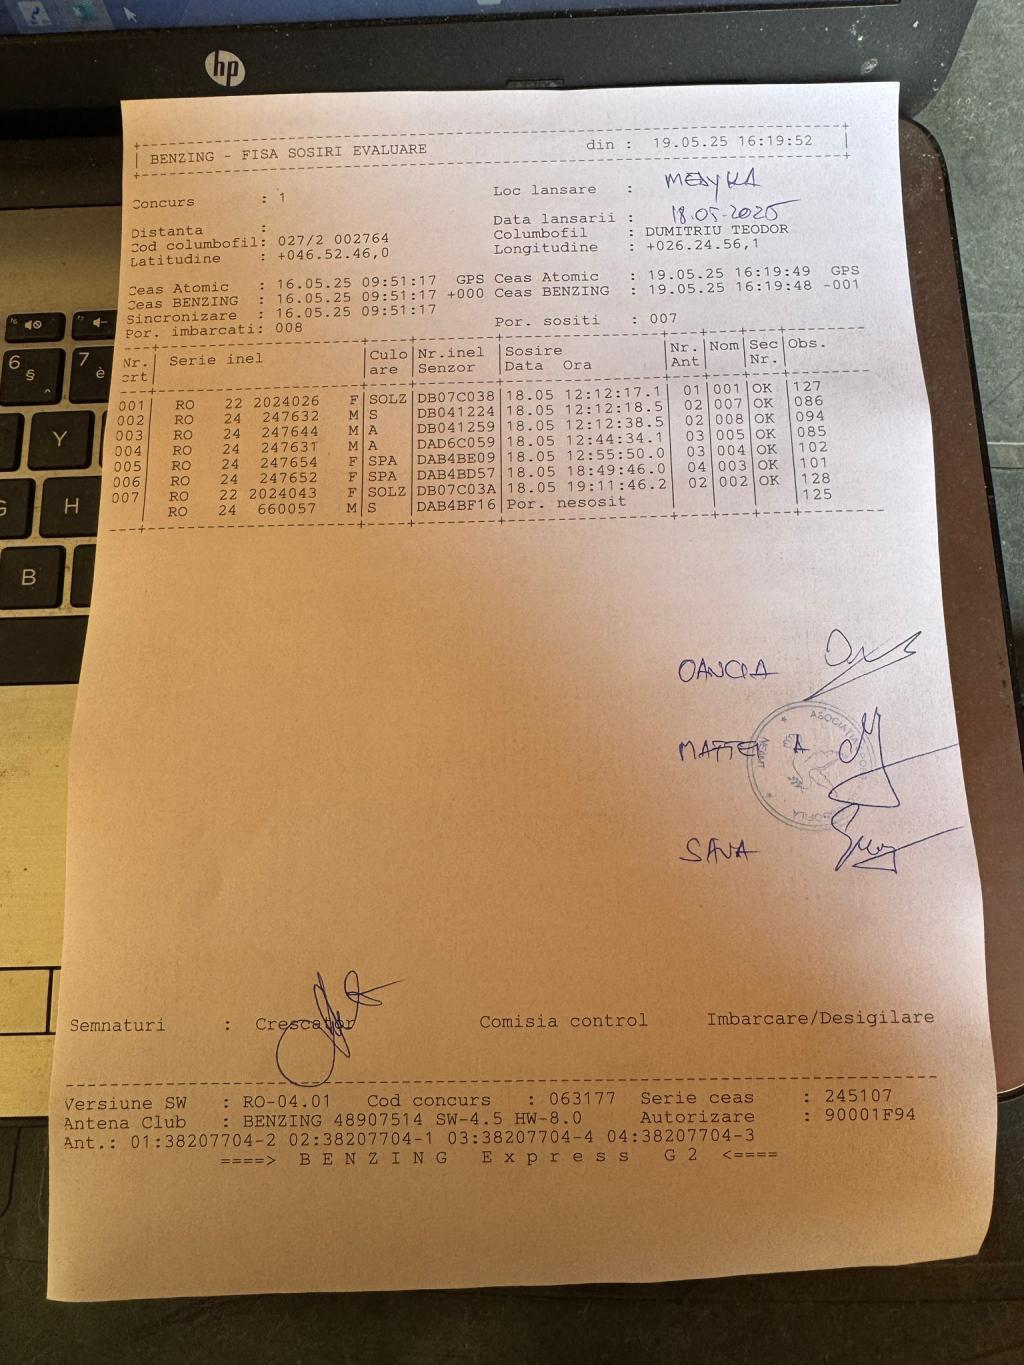 hp
BENZING - FISA SOSIRI EVALUARE din : 19.05.25 16:19:52
Concurs : 1 Loc lansare : MEDYKA
Distanta : Data lansarii : 18.05-2025
Cod columbofil: 027/2 002764 Columbofil : DUMITRIU TEODOR
Latitudine : +046.52.46,0 Longitudine : +026.24.56,1
Ceas Atomic : 16.05.25 09:51:17 GPS Ceas Atomic : 19.05.25 16:19:49 GPS
Ceas BENZING : 16.05.25 09:51:17 +000 Ceas BENZING : 19.05.25 16:19:48 -001
Sincronizare : 16.05.25 09:51:17
Por. imbarcati: 008 Por. sositi : 007
Nr. Serie inel Culo Nr.inel Sosire Nr. Nom Sec Obs.
crt are Senzor Data Ora Ant Nr.
001 RO 22 2024026 F SOLZ DB07C038 18.05 12:12:17.1 01 001 OK 127
002 RO 24 247632 M S DB041224 18.05 12:12:18.5 02 007 OK 086
003 RO 24 247644 M A DB041259 18.05 12:12:38.5 02 008 OK 094
004 RO 24 247631 M A DAD6C059 18.05 12:44:34.1 03 005 OK 085
005 RO 24 247654 F SPA DAB4BE09 18.05 12:55:50.0 03 004 OK 102
006 RO 24 247652 F SPA DAB4BD57 18.05 18:49:46.0 04 003 OK 101
007 RO 22 2024043 F SOLZ DB07C03A 18.05 19:11:46.2 02 002 OK 128
RO 24 660057 M S DAB4BF16 Por. nesosit 125
OANCEA
MATTEI A
SAVA
Semnaturi : Crescator Comisia control Imbarcare/Desigilare
Versiune SW : RO-04.01 Cod concurs : 063177 Serie ceas : 245107
Antena Club : BENZING 48907514 SW-4.5 HW-8.0 Autorizare : 90001F94
Ant.: 01:38207704-2 02:38207704-1 03:38207704-4 04:38207704-3
====> B E N Z I N G E x p r e s s G 2 <====
6
§
7
è
Y
H
G
B